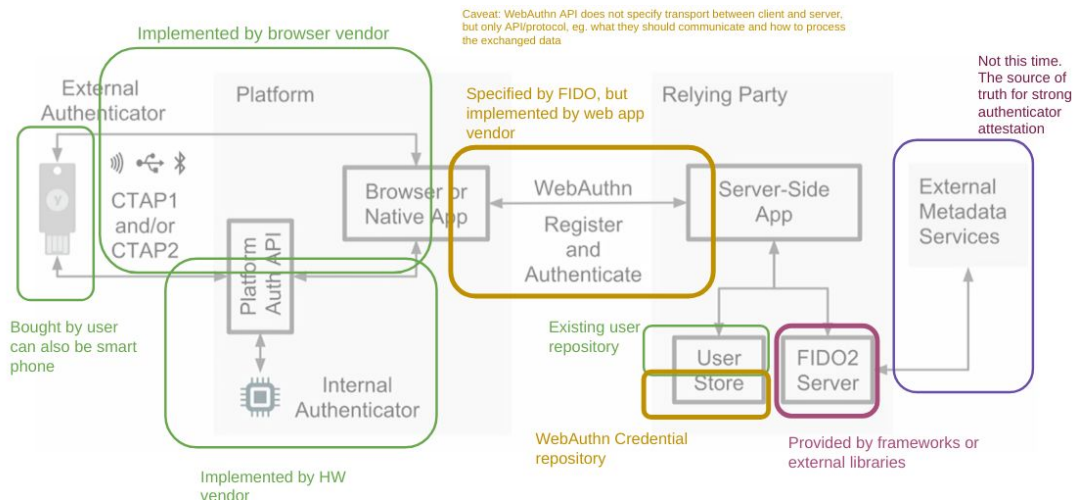 Caveat: WebAuthn API does not specify transport between client and server,
but only API/protocol, eg. what they should communicate and how to process
the exchanged data
Implemented by browser vendor
Not this time.
The source of
truth for strong
authenticator
attestation
External
Authenticator
Platform
Specified by FIDO, but
implemented by web app
vendor
Relying Party
Y
CTAP1
and/or
CTAP2
Browser or
Native App
WebAuthn
Register
and
Authenticate
Server-Side
App
External
Metadata
Services
Platform
Auth API
Bought by user
can also be smart
phone
Existing user
repository
User
Store
FIDO2
Server
Internal
Authenticator
WebAuthn Credential
repository
Provided by frameworks or
external libraries
Implemented by HW
vendor